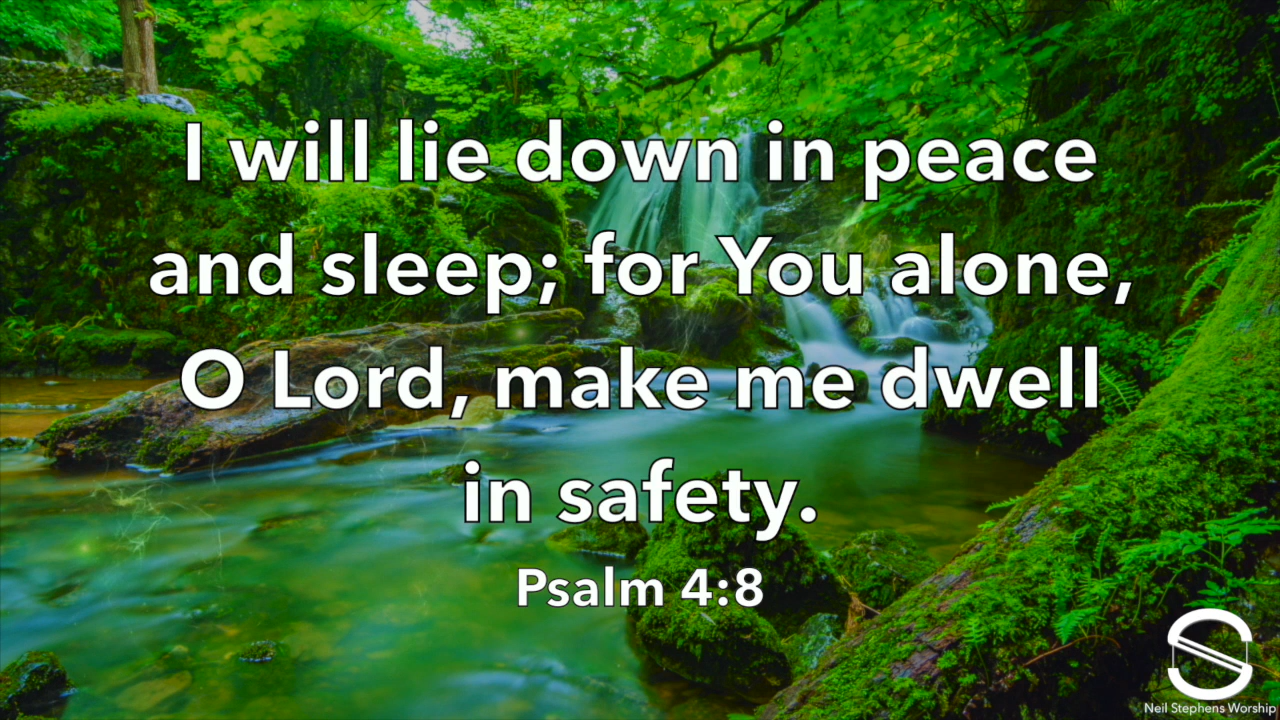 I will lie down in peace
and sleep; for You alone,
O Lord, make me dwell
in safety.
Psalm 4:8
Neil Stephens Worship